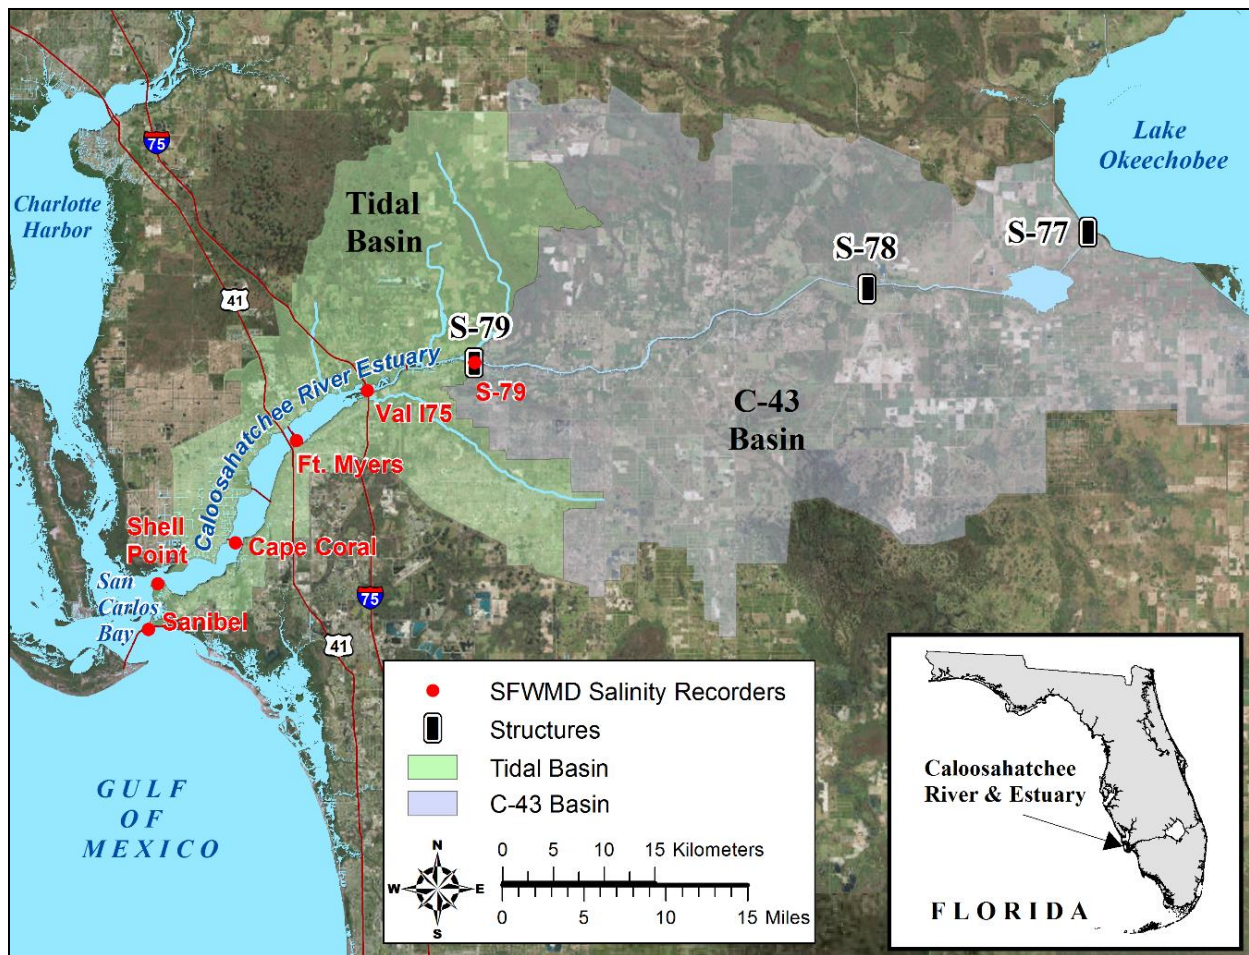 75
Lake
Okeechobee
Charlotte
Harbor
Tidal
Basin
S-77
S-78
41
S-79
S-79
Caloosahatchee River Estuary
Val I75
C-43
Basin
Ft. Myers
Shell
Point
Cape Coral
San
Carlos
Bay
Sanibel
75
41
GULF
OF
MEXICO
SFWMD Salinity Recorders
Structures
Tidal Basin
C-43 Basin
N
W E
S
0 5 10 15 Kilometers
0 5 10 15 Miles
Caloosahatchee
River & Estuary
FLORIDA